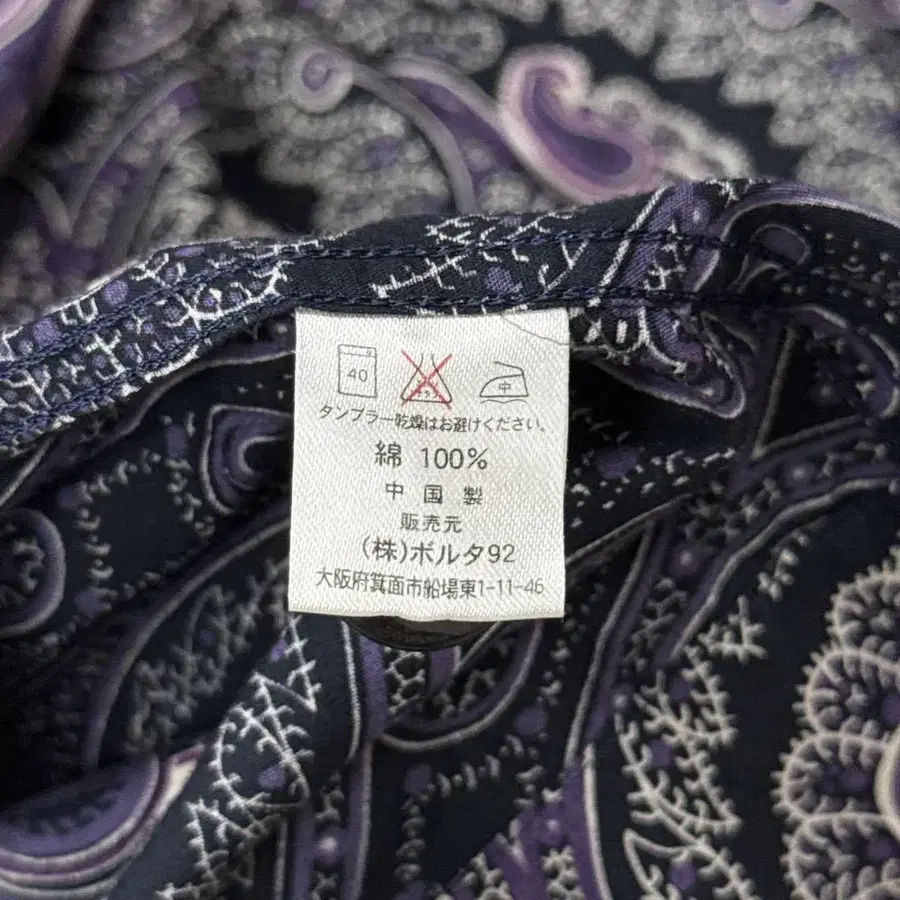 40 中
タンブラー乾燥はお避けください。
綿 100%
中国製
販売元
(株)ボルタ92
大阪府箕面市船場東1-11-46